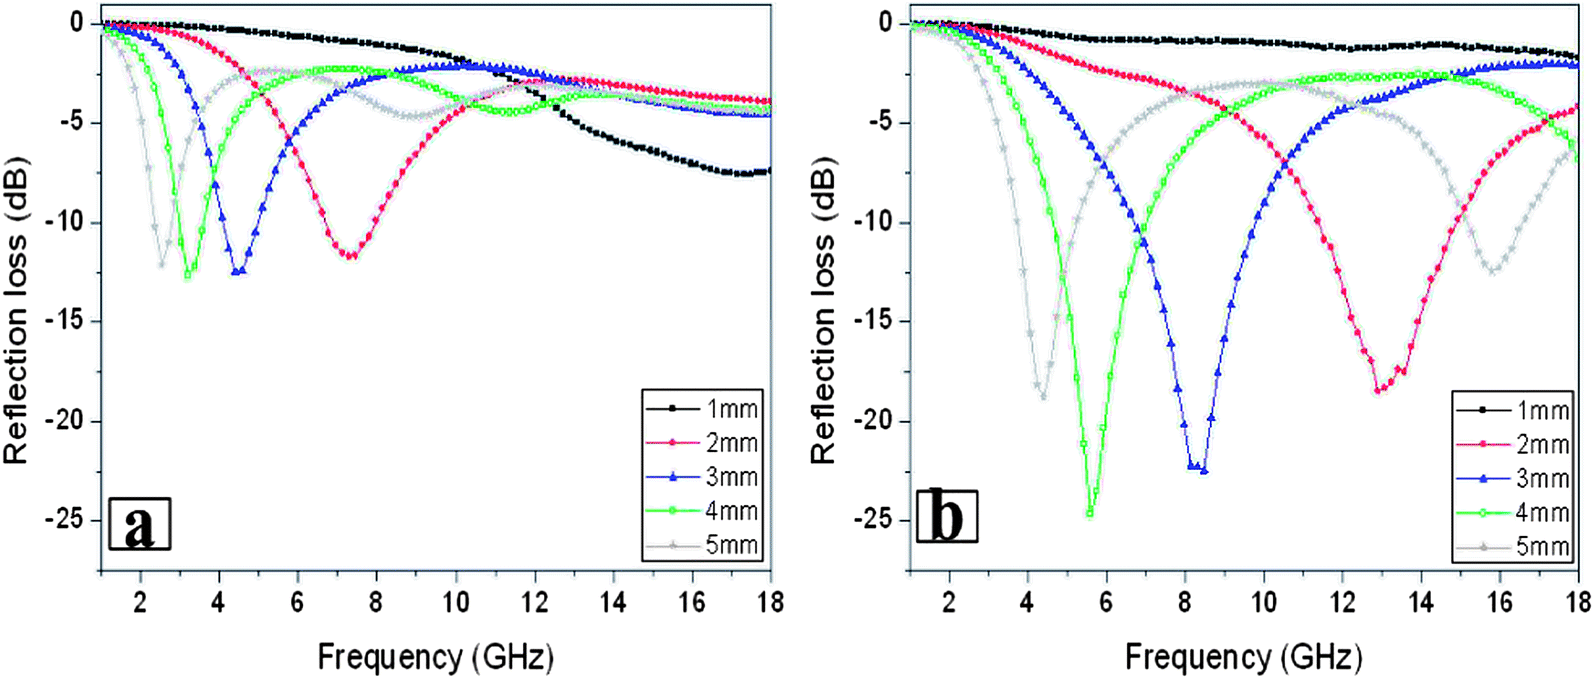 0
-5
-10
-15
-20
-25
Reflection loss (dB)
1mm
2mm
3mm
4mm
5mm
a
2 4 6 8 10 12 14 16 18
Frequency (GHz)
0
-5
-10
-15
-20
-25
Reflection loss (dB)
1mm
2mm
3mm
4mm
5mm
b
2 4 6 8 10 12 14 16 18
Frequency (GHz)